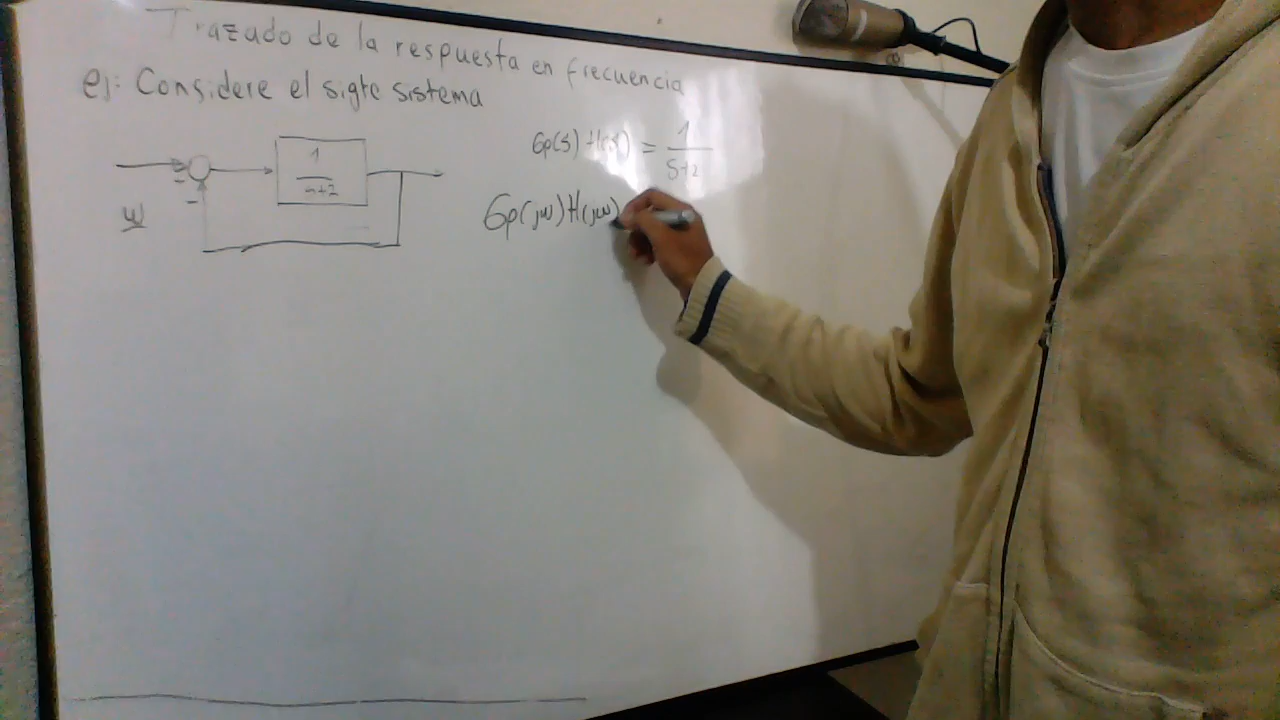 Trazado de la respuesta en frecuencia
ej: Considere el sigte sistema
1
s+2
Gp(s) H(s) = 1
s+2
Gp(jw) H(jw)